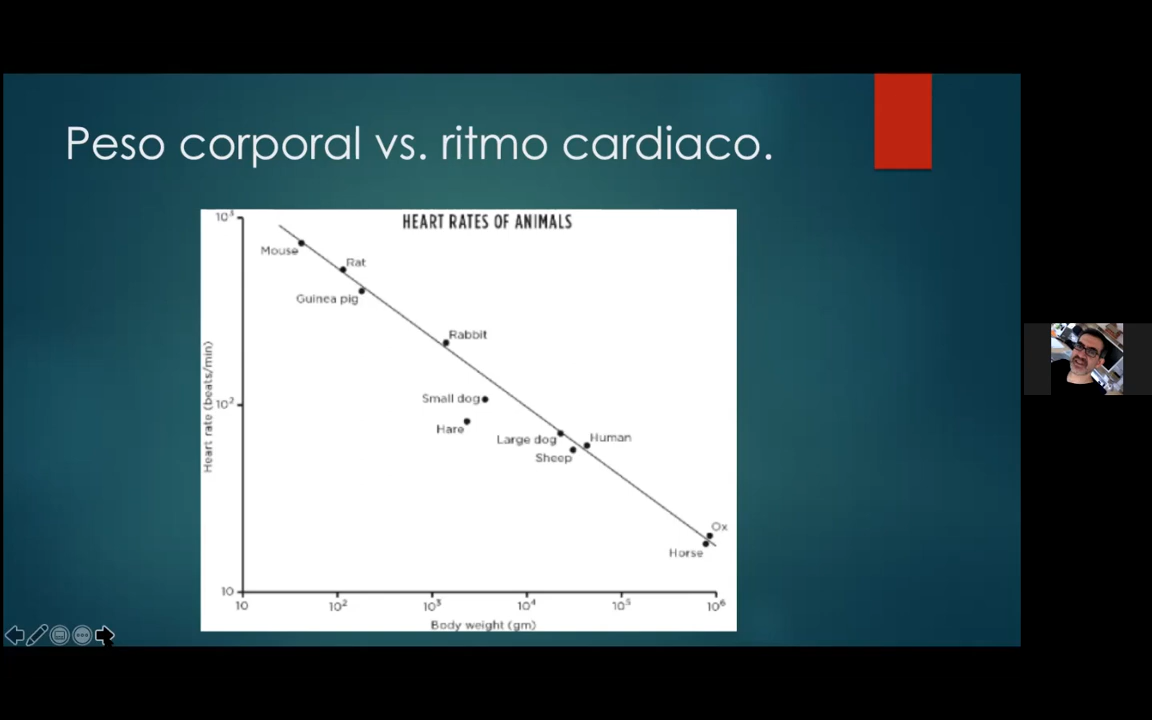 Peso corporal vs. ritmo cardiaco.
HEART RATES OF ANIMALS
10³
Mouse
Rat
Guinea pig
Rabbit
Heart rate (beats/min)
10²
Small dog
Hare
Large dog
Human
Sheep
Ox
Horse
10
10 10² 10³ 10⁴ 10⁵ 10⁶
Body weight (gm)